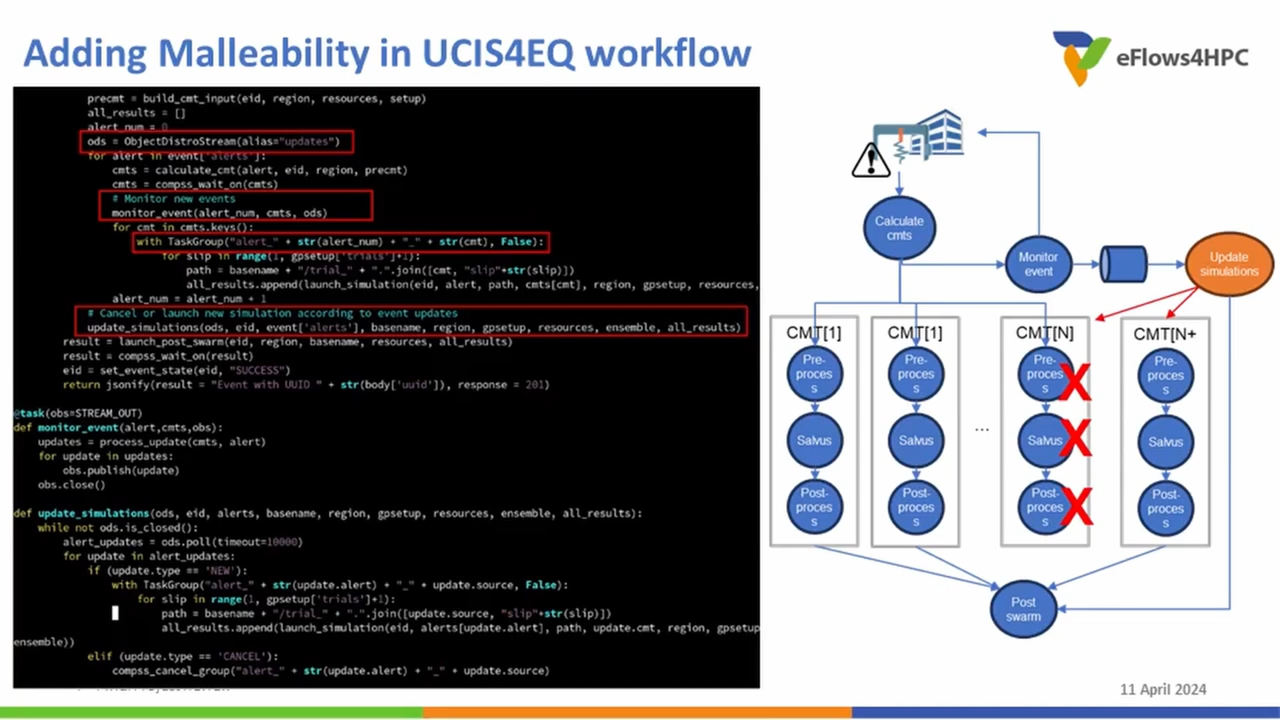 Adding Malleability in UCIS4EQ workflow
eFlows4HPC
precmt = build_cmt_input(eid, region, resources, setup)
all_results = []
alert_num = 0
ods = ObjectDistroStream(alias="updates")
for alert in event['alerts']:
cmts = calculate_cmt(alert, eid, region, precmt)
cmts = compss_wait_on(cmts)
# Monitor new events
monitor_event(alert_num, cmts, ods)
for cmt in cmts.keys():
with TaskGroup("alert_" + str(alert_num) + "_" + str(cmt), False):
for slip in range(1, gpsetup['trials']+1):
path = basename + "/trial_" + ".".join([cmt, "slip"+str(slip)])
all_results.append(launch_simulation(eid, alert, path, cmts[cmt], region, gpsetup, resources,
alert_num = alert_num + 1
# Cancel or launch new simulation according to event updates
update_simulations(ods, eid, event['alerts'], basename, region, gpsetup, resources, ensemble, all_results)
result = launch_post_swarm(eid, region, basename, resources, all_results)
result = compss_wait_on(result)
eid = set_event_state(eid, "SUCCESS")
return jsonify(result = "Event with UUID " + str(body['uuid']), response = 201)
@task(obs=STREAM_OUT)
def monitor_event(alert,cmts,obs):
updates = process_update(cmts, alert)
for update in updates:
obs.publish(update)
obs.close()
def update_simulations(ods, eid, alerts, basename, region, gpsetup, resources, ensemble, all_results):
while not ods.is_closed():
alert_updates = ods.poll(timeout=10000)
for update in alert_updates:
if (update.type == 'NEW'):
with TaskGroup("alert_" + str(update.alert) + "_" + update.source, False):
for slip in range(1, gpsetup['trials']+1):
path = basename + "/trial_" + ".".join([update.source, "slip"+str(slip)])
all_results.append(launch_simulation(eid, alerts[update.alert], path, update.cmt, region, gpsetup
ensemble))
elif (update.type == 'CANCEL'):
compss_cancel_group("alert_" + str(update.alert) + "_" + update.source)
Calculate
cmts
Monitor
event
Update
simulations
CMT[1]
CMT[1]
CMT[N]
CMT[N+
Pre-
proces
s
Pre-
proces
s
Pre-
proces
s
Pre-
proces
s
Salvus
Salvus
...
Salvus
Salvus
Post-
proces
s
Post-
proces
s
Post-
proces
s
Post-
proces
s
X
X
X
Post
swarm
11 April 2024